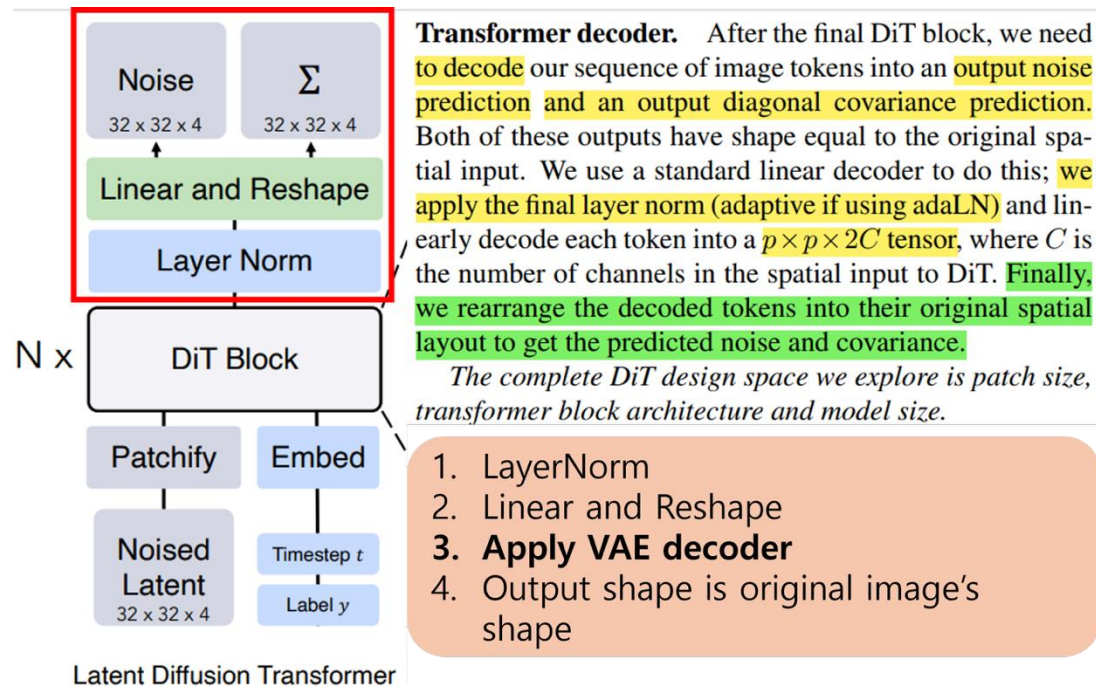 Noise
32 x 32 x 4
Σ
32 x 32 x 4
Linear and Reshape
Layer Norm
N x
DiT Block
Patchify
Embed
Noised
Latent
32 x 32 x 4
Timestep t
Label y
Latent Diffusion Transformer
Transformer decoder. After the final DiT block, we need
to decode our sequence of image tokens into an output noise
prediction and an output diagonal covariance prediction.
Both of these outputs have shape equal to the original spa-
tial input. We use a standard linear decoder to do this; we
apply the final layer norm (adaptive if using adaLN) and lin-
early decode each token into a p×p×2C tensor, where C is
the number of channels in the spatial input to DiT. Finally,
we rearrange the decoded tokens into their original spatial
layout to get the predicted noise and covariance.
The complete DiT design space we explore is patch size,
transformer block architecture and model size.
1. LayerNorm
2. Linear and Reshape
3. Apply VAE decoder
4. Output shape is original image's
shape